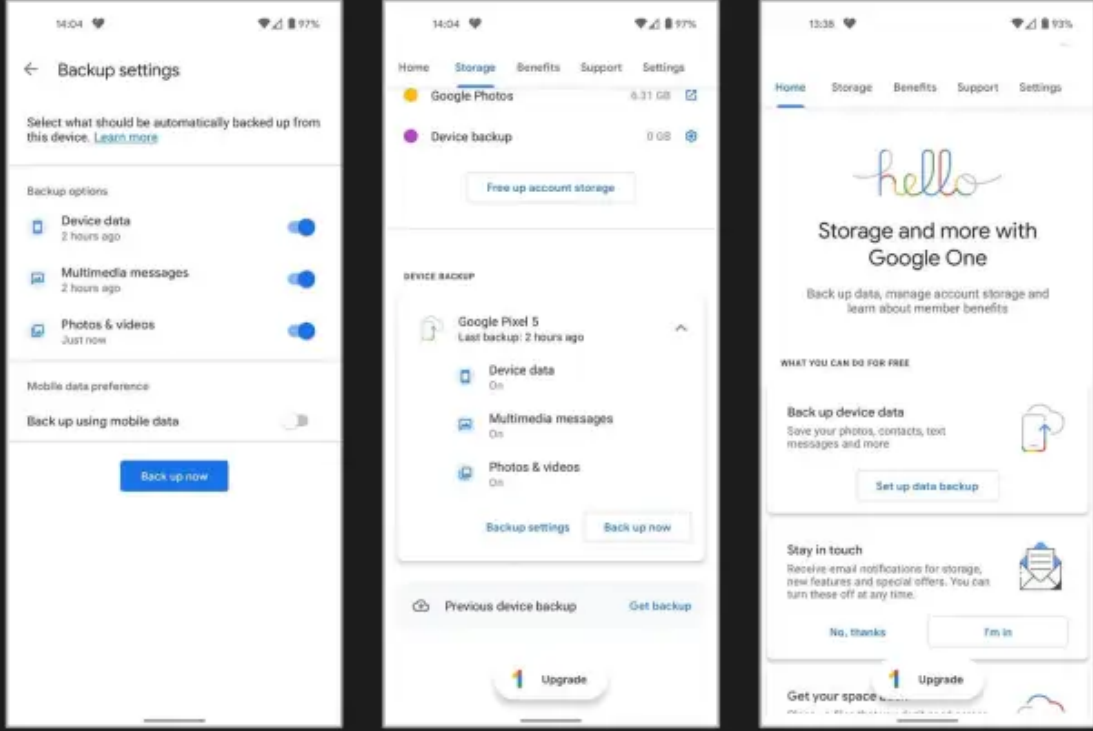 14:04
97%
Backup settings
Select what should be automatically backed up from
this device. Learn more
Backup options
Device data
2 hours ago
Multimedia messages
2 hours ago
Photos & videos
Just now
Mobile data preference
Back up using mobile data
Back up now
14:04
97%
Home Storage Benefits Support Settings
Google Photos 6.31 GB
Device backup 0 GB
Free up account storage
DEVICE BACKUP
Google Pixel 5
Last backup: 2 hours ago
Device data
On
Multimedia messages
On
Photos & videos
On
Backup settings Back up now
Previous device backup Get backup
Upgrade
13:38
93%
Home Storage Benefits Support Settings
hello
Storage and more with
Google One
Back up data, manage account storage and
learn about member benefits
WHAT YOU CAN DO FOR FREE
Back up device data
Save your photos, contacts, text
messages and more
Set up data backup
Stay in touch
Receive email notifications for storage,
new features and special offers. You can
turn these off at any time.
No, thanks I'm in
Upgrade
Get your space